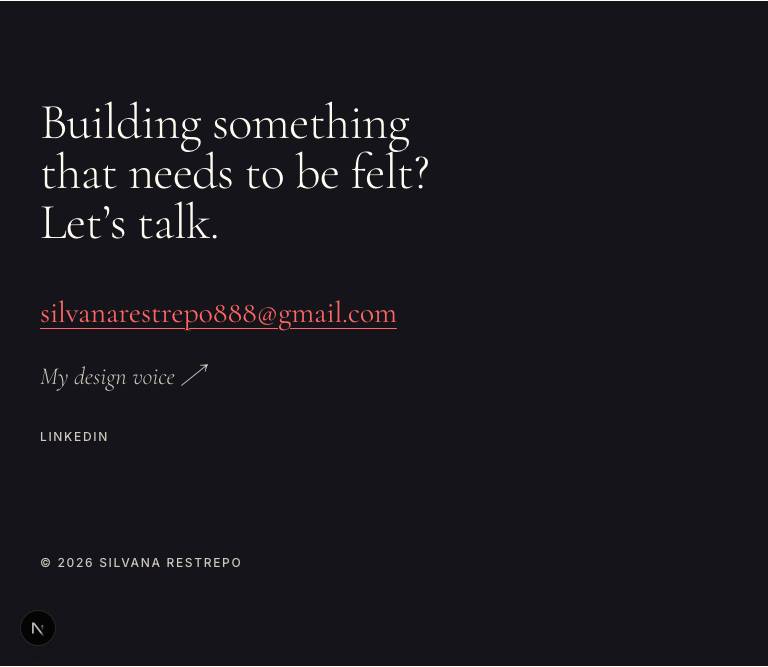 Building something
that needs to be felt?
Let’s talk.
silvanarestrepo888@gmail.com
My design voice ↗
LINKEDIN
© 2026 SILVANA RESTREPO
N